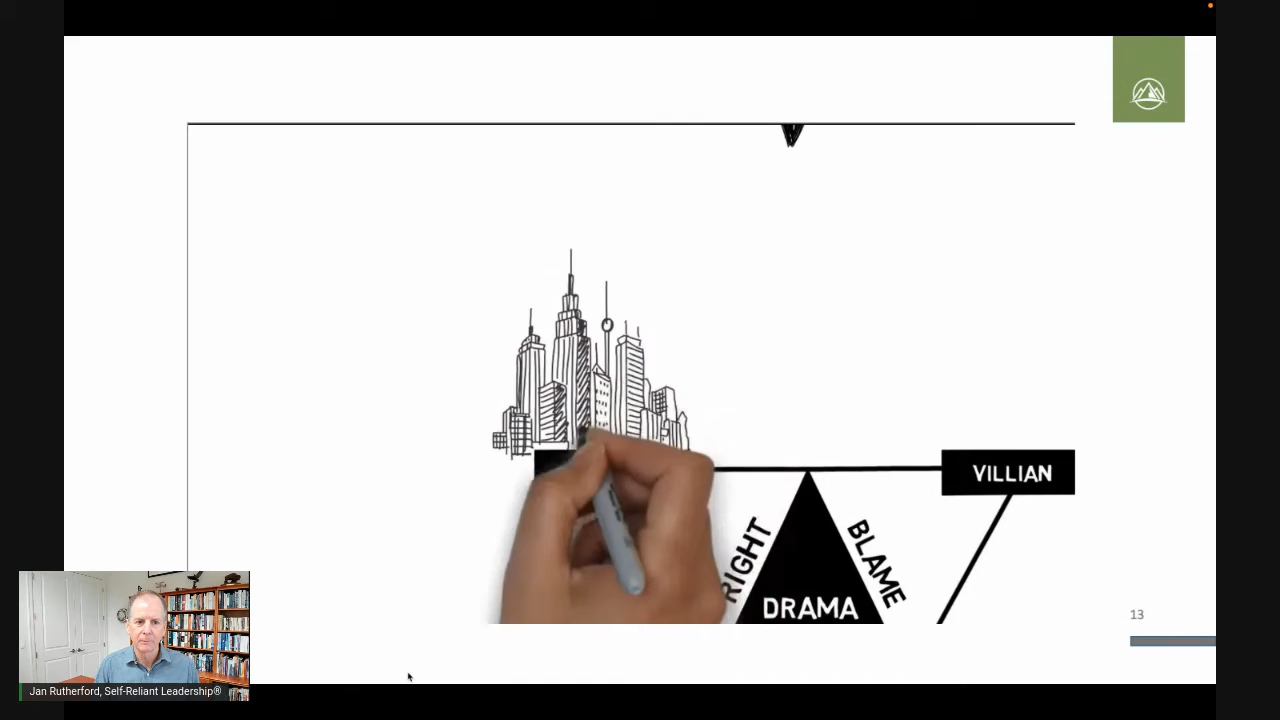 VILLIAN
RIGHT
BLAME
DRAMA
13
Jan Rutherford, Self-Reliant Leadership®